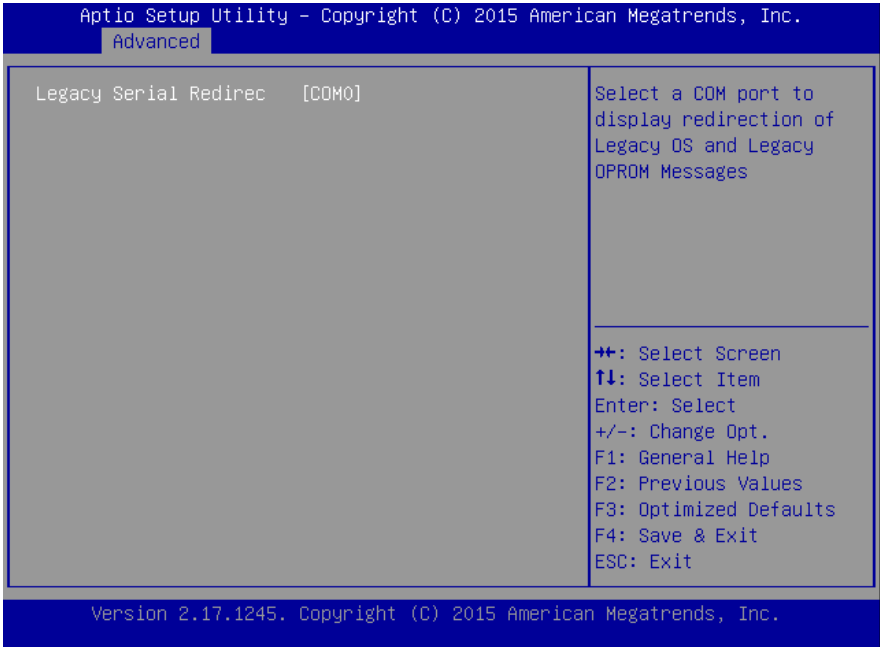 Aptio Setup Utility – Copyright (C) 2015 American Megatrends, Inc.
Advanced
Legacy Serial Redirec [COM0]
Select a COM port to
display redirection of
Legacy OS and Legacy
OPROM Messages
→←: Select Screen
↑↓: Select Item
Enter: Select
+/-: Change Opt.
F1: General Help
F2: Previous Values
F3: Optimized Defaults
F4: Save & Exit
ESC: Exit
Version 2.17.1245. Copyright (C) 2015 American Megatrends, Inc.